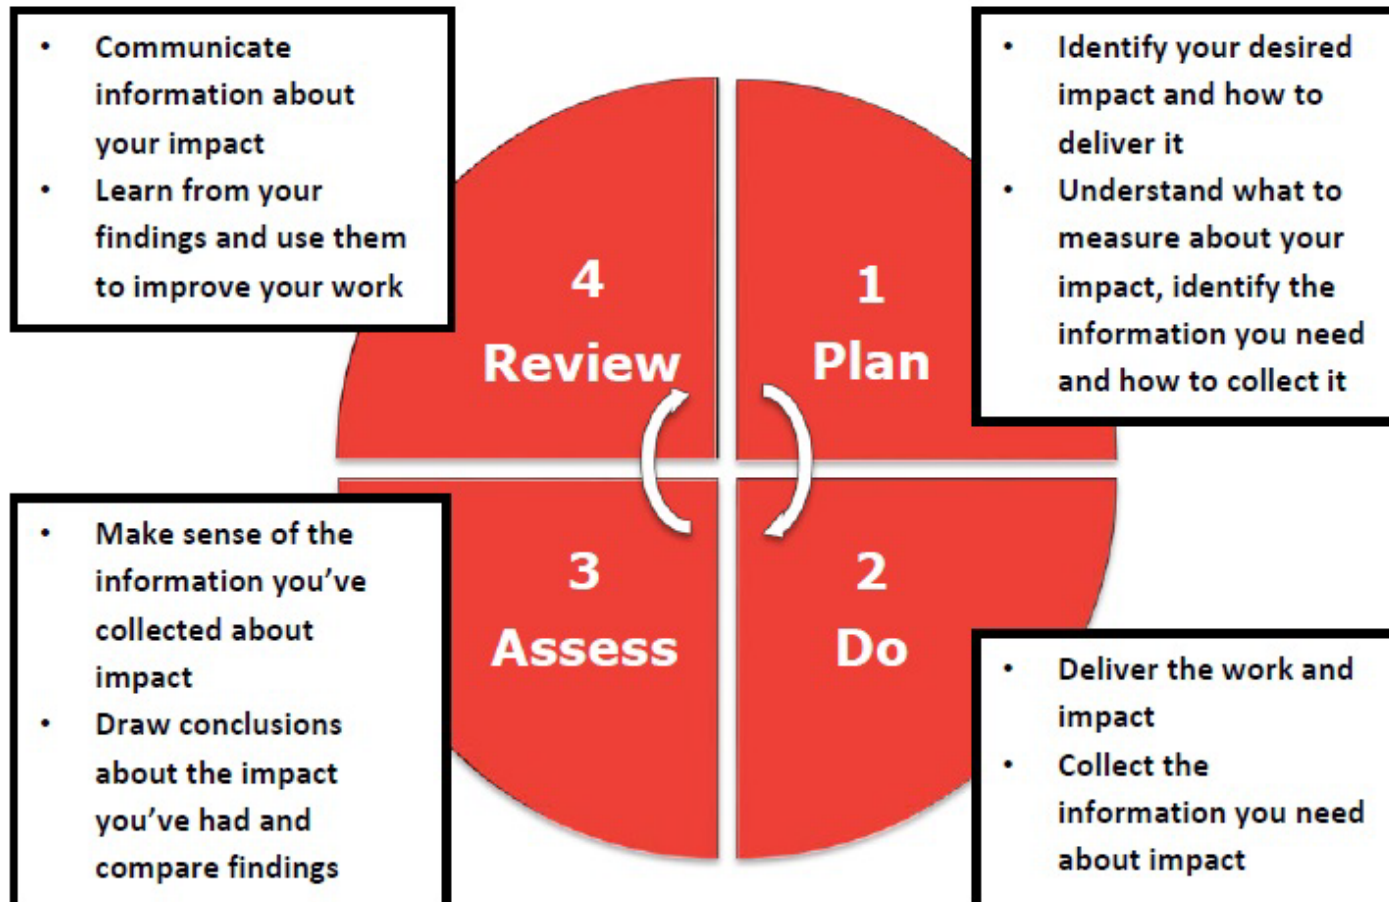 • Communicate
information about
your impact
• Learn from your
findings and use them
to improve your work
• Identify your desired
impact and how to
deliver it
• Understand what to
measure about your
impact, identify the
information you need
and how to collect it
4
Review
1
Plan
3
Assess
2
Do
• Make sense of the
information you’ve
collected about
impact
• Draw conclusions
about the impact
you’ve had and
compare findings
• Deliver the work and
impact
• Collect the
information you need
about impact